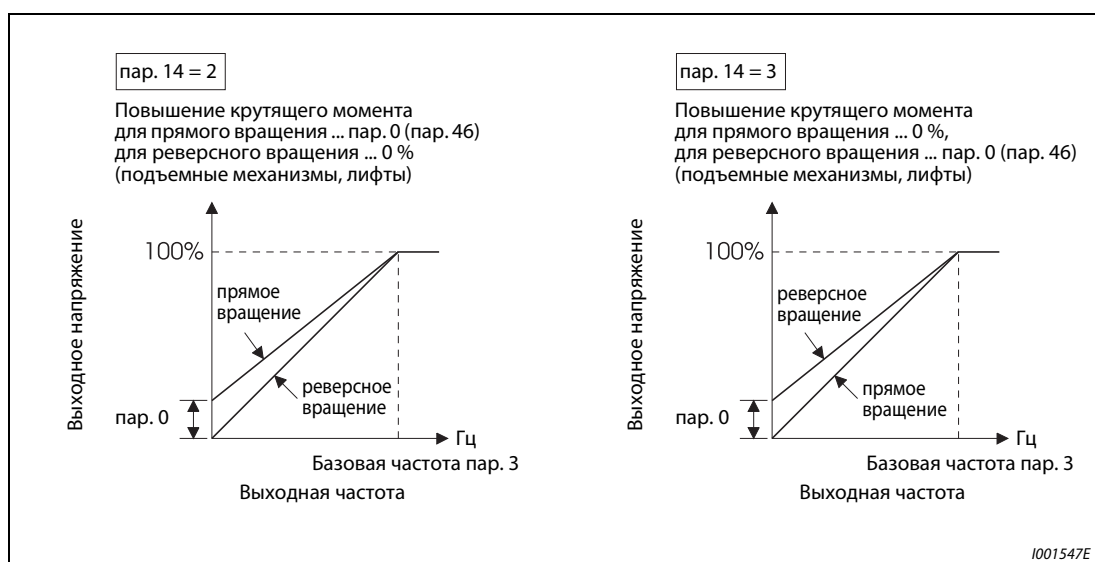 пар. 14 = 2
Повышение крутящего момента
для прямого вращения ... пар. 0 (пар. 46)
для реверсного вращения ... 0 %
(подъемные механизмы, лифты)
Выходное напряжение
100%
прямое
вращение
реверсное
вращение
пар. 0
Гц
Базовая частота пар. 3
Выходная частота
пар. 14 = 3
Повышение крутящего момента
для прямого вращения ... 0 %,
для реверсного вращения ... пар. 0 (пар. 46)
(подъемные механизмы, лифты)
Выходное напряжение
100%
реверсное
вращение
прямое
вращение
пар. 0
Гц
Базовая частота пар. 3
Выходная частота
I001547E